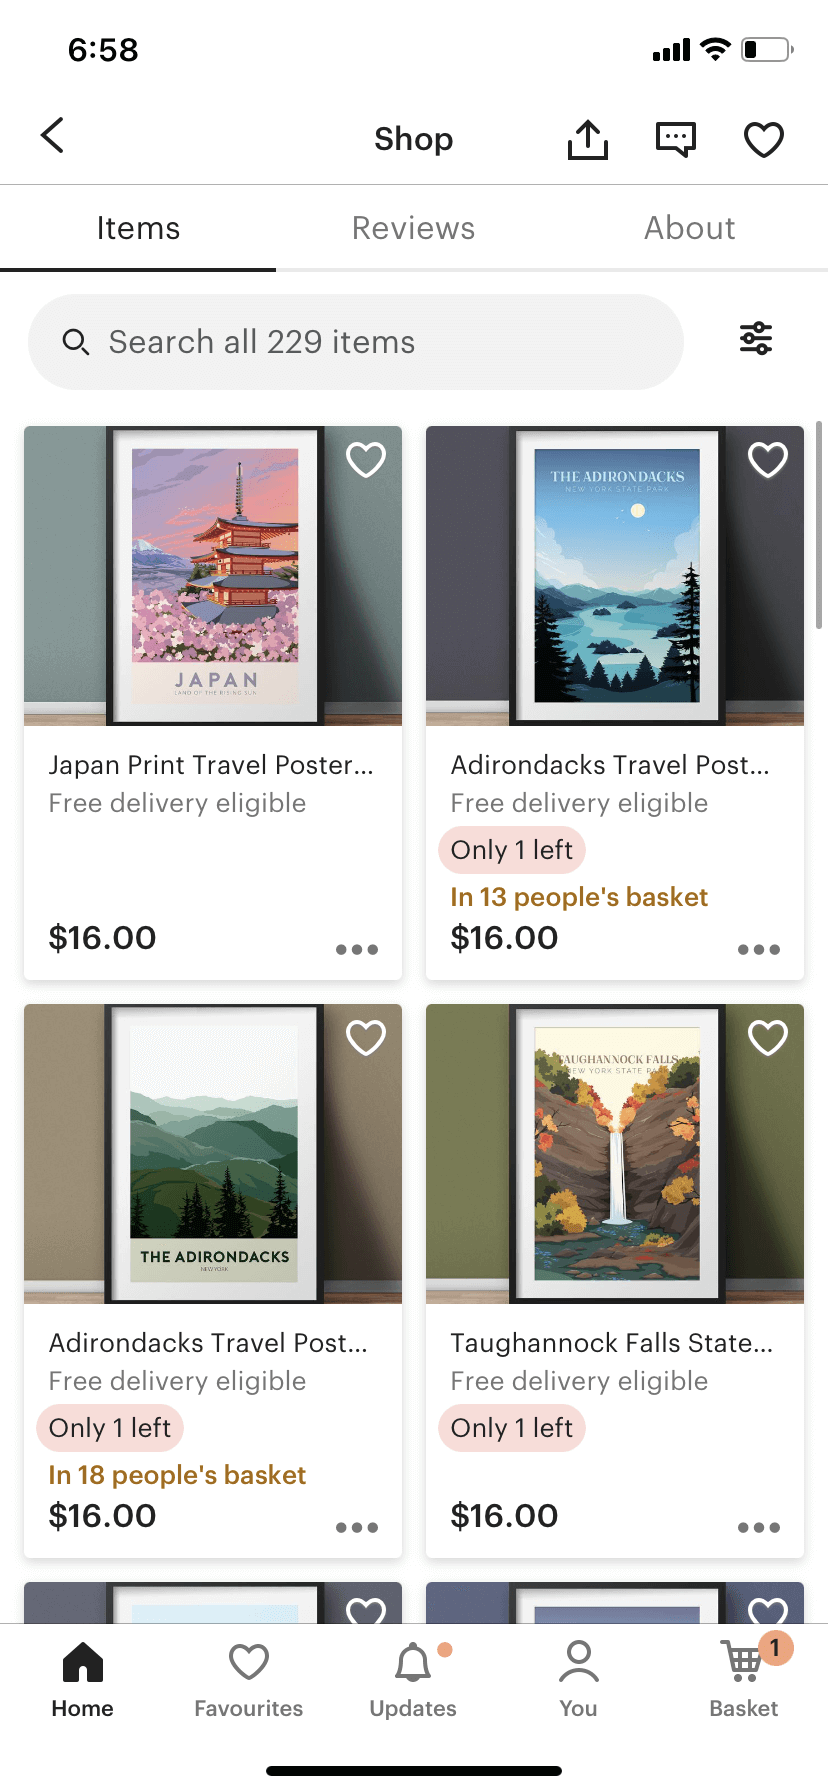 6:58
Shop
Items
Reviews
About
Search all 229 items
JAPAN
LAND OF THE RISING SUN
THE ADIRONDACKS
NEW YORK STATE PARK
Japan Print Travel Poster...
Free delivery eligible
$16.00
Adirondacks Travel Post...
Free delivery eligible
Only 1 left
In 13 people's basket
$16.00
THE ADIRONDACKS
NEW YORK
TAUGHANNOCK FALLS
NEW YORK STATE PARK
Adirondacks Travel Post...
Free delivery eligible
Only 1 left
In 18 people's basket
$16.00
Taughannock Falls State...
Free delivery eligible
Only 1 left
$16.00
Home
Favourites
Updates
You
1
Basket